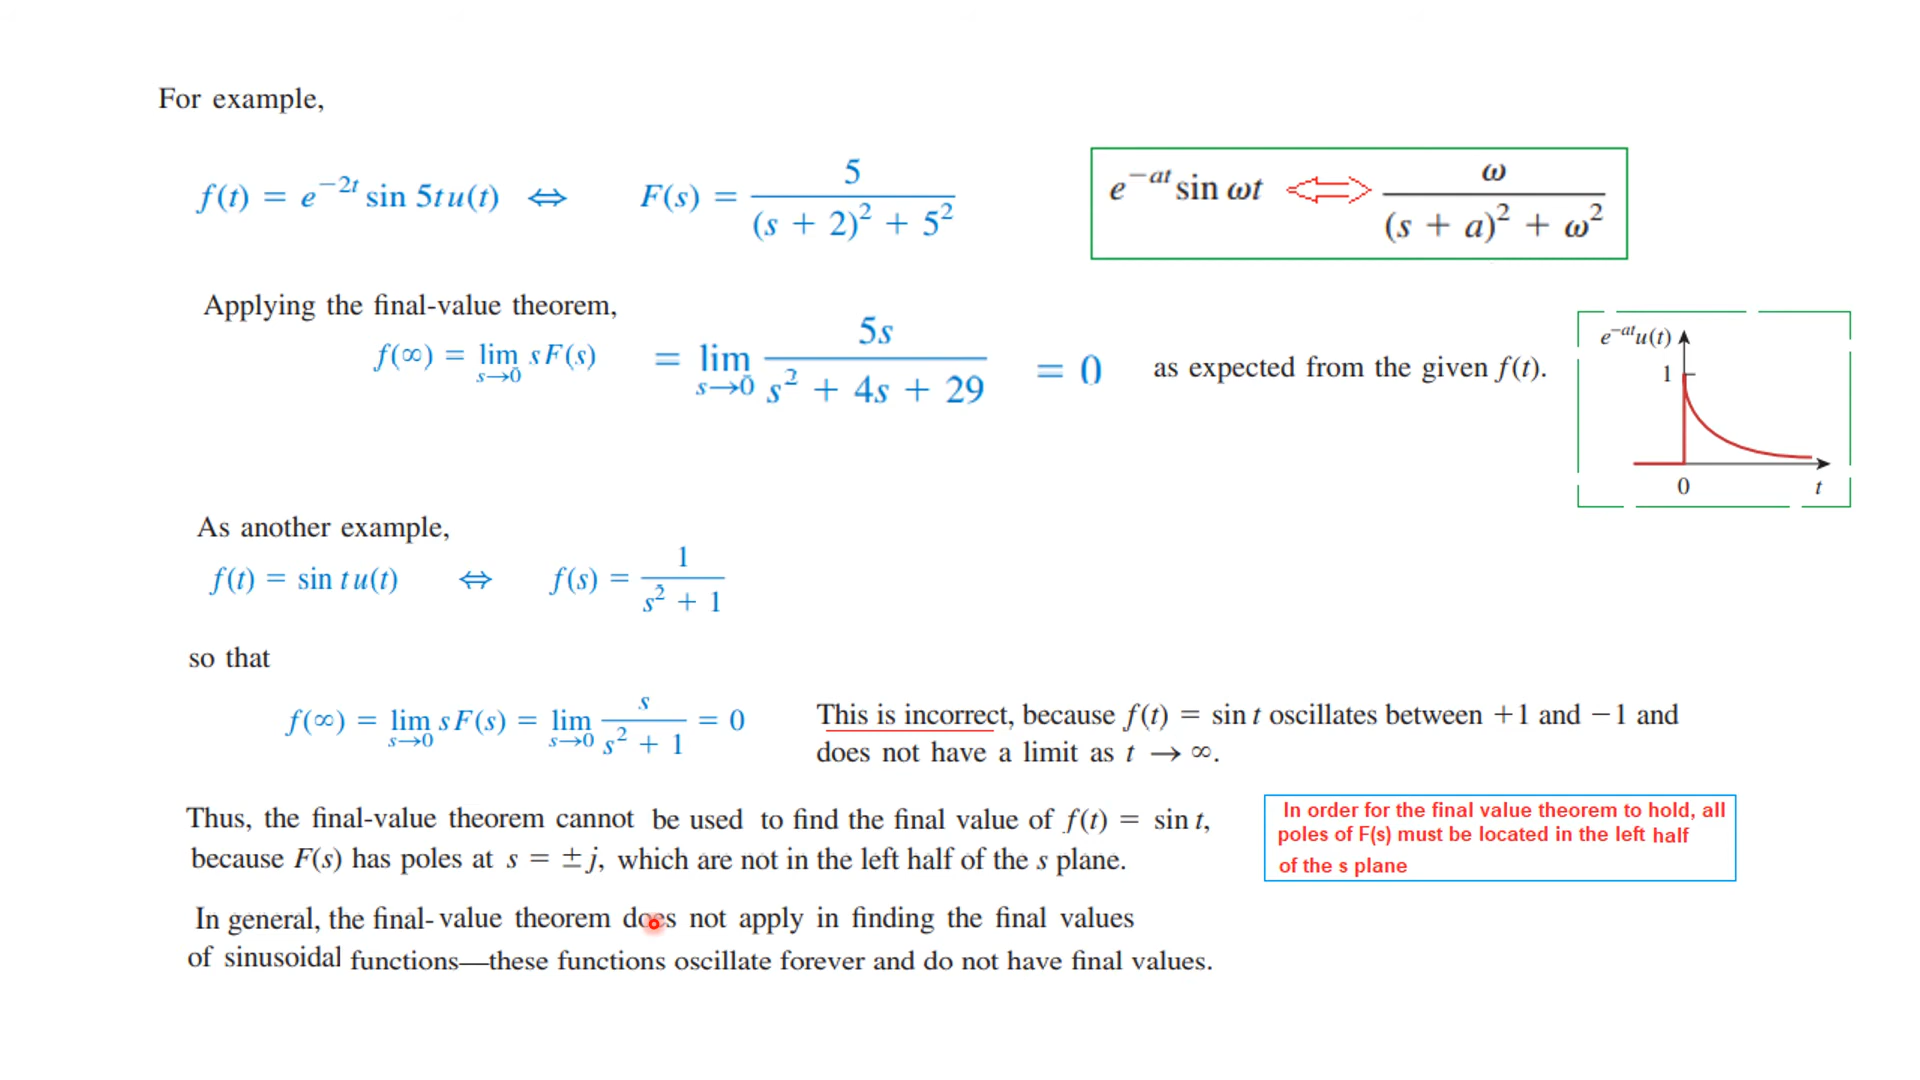 For example,
f(t) = e^{−2t} sin 5t u(t) ⇔ F(s) = 5 / ((s + 2)² + 5²)
e^{−at} sin ωt ⇔ ω / ((s + a)² + ω²)
Applying the final-value theorem,
f(∞) = lim_{s→0} sF(s) = lim_{s→0} 5s / (s² + 4s + 29) = 0 as expected from the given f(t).
e^{−at}u(t)
1
0 t
As another example,
f(t) = sin t u(t) ⇔ f(s) = 1 / (s² + 1)
so that
f(∞) = lim_{s→0} sF(s) = lim_{s→0} s / (s² + 1) = 0
This is incorrect, because f(t) = sin t oscillates between +1 and −1 and
does not have a limit as t → ∞.
Thus, the final-value theorem cannot be used to find the final value of f(t) = sin t,
because F(s) has poles at s = ±j, which are not in the left half of the s plane.
In order for the final value theorem to hold, all
poles of F(s) must be located in the left half
of the s plane
In general, the final-value theorem does not apply in finding the final values
of sinusoidal functions—these functions oscillate forever and do not have final values.